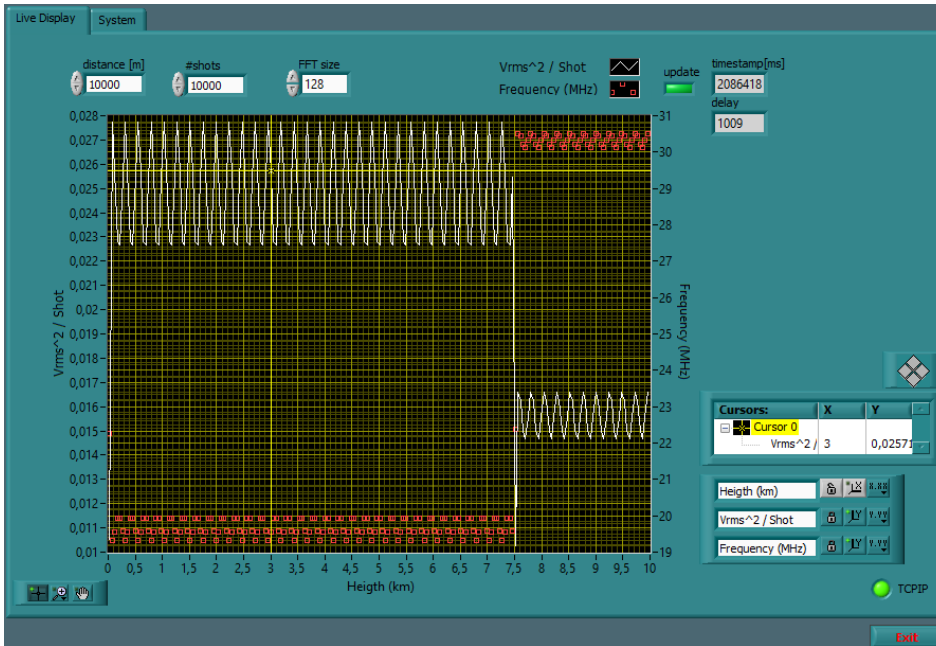 Live Display
System
distance [m]
#shots
FFT size
10000
10000
128
Vrms^2 / Shot
Frequency (MHz)
update
timestamp[ms]
2086418
delay
1009
0,028
0,027
0,026
0,025
0,024
0,023
0,022
0,021
0,02
0,019
0,018
0,017
0,016
0,015
0,014
0,013
0,012
0,011
0,01
Vrms^2 / Shot
31
30
29
28
27
26
25
24
23
22
21
20
19
Frequency (MHz)
0 0,5 1 1,5 2 2,5 3 3,5 4 4,5 5 5,5 6 6,5 7 7,5 8 8,5 9 9,5 10
Heigth (km)
Cursors: X Y
Cursor 0
Vrms^2 / 3 0,02571
Heigth (km)
X.XX
Vrms^2 / Shot
Y.YY
Frequency (MHz)
Y.YY
TCPIP
Exit